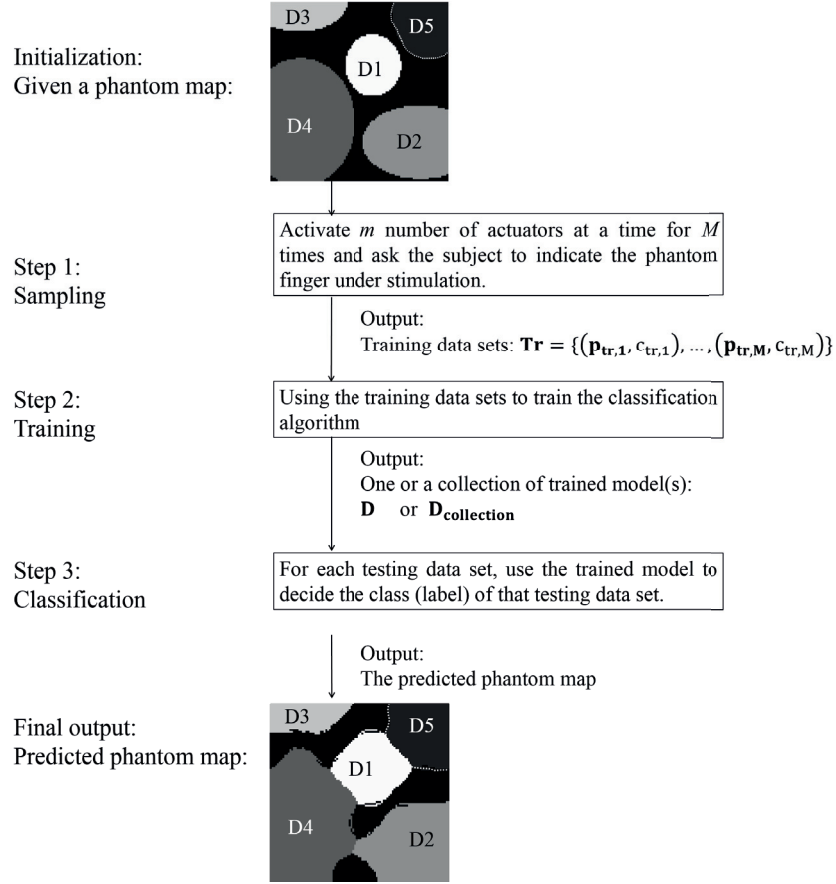 D3
D5
Initialization:
Given a phantom map:
D1
D4
D2
Activate m number of actuators at a time for M
times and ask the subject to indicate the phantom
finger under stimulation.
Step 1:
Sampling
Output:
Training data sets: Tr = {(p_tr,1, c_tr,1), … , (p_tr,M, c_tr,M)}
Step 2:
Training
Using the training data sets to train the classification
algorithm
Output:
One or a collection of trained model(s):
D or D_collection
Step 3:
Classification
For each testing data set, use the trained model to
decide the class (label) of that testing data set.
Output:
The predicted phantom map
Final output:
Predicted phantom map:
D3
D5
D1
D4
D2